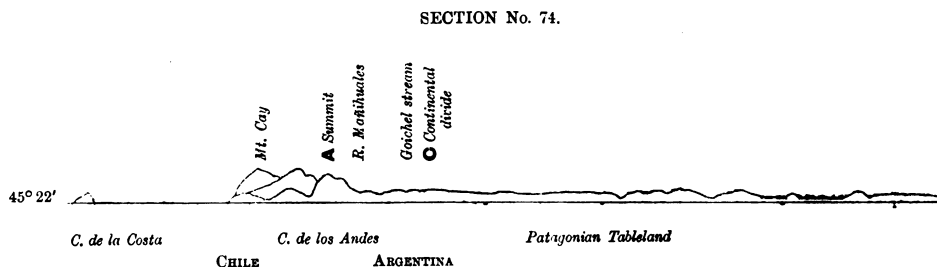 SECTION No. 74.
Mt. Cay
A Summit
R. Mañihuales
Goichel stream
C Continental
divide
45° 22'
C. de la Costa
C. de los Andes
Patagonian Tableland
CHILE
ARGENTINA